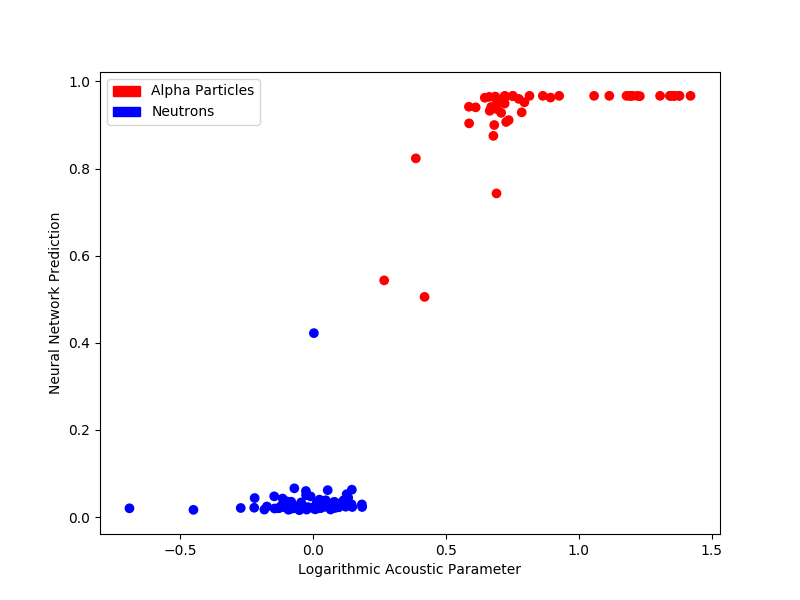 Alpha Particles
Neutrons
1.0
0.8
0.6
0.4
0.2
0.0
Neural Network Prediction
−0.5
0.0
0.5
1.0
1.5
Logarithmic Acoustic Parameter